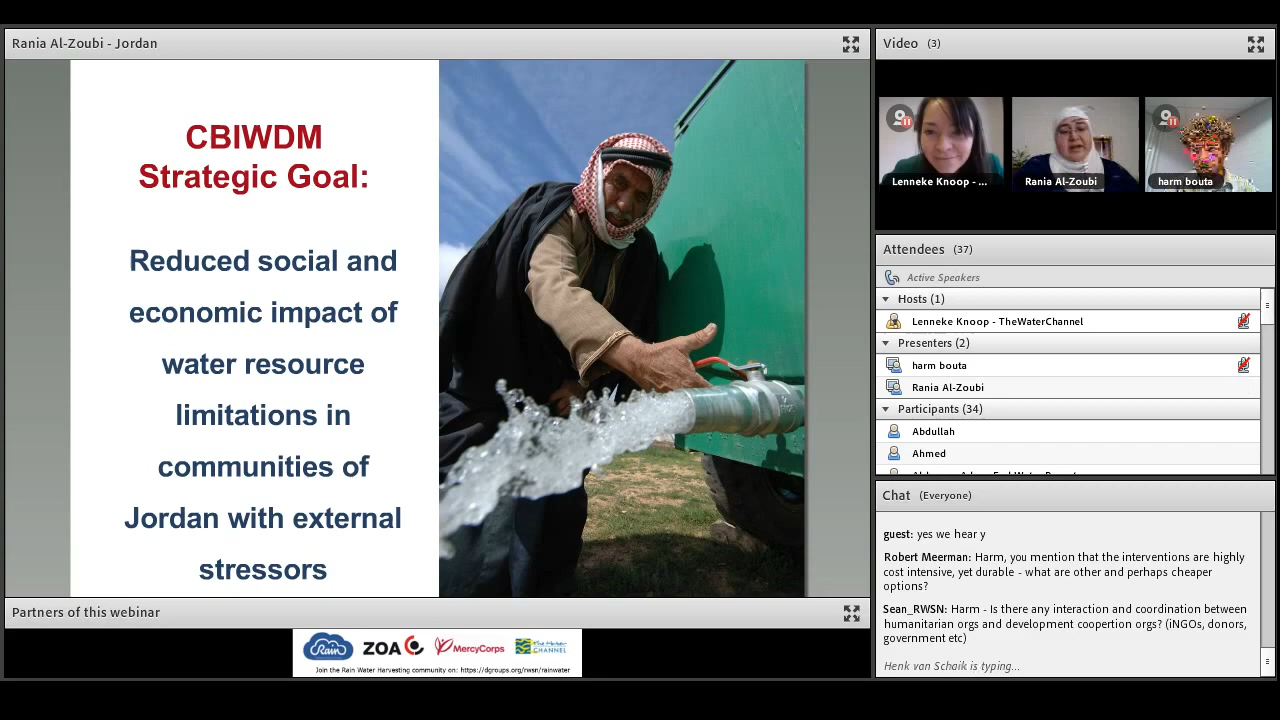 Rania Al-Zoubi - Jordan
CBIWDM
Strategic Goal:
Reduced social and
economic impact of
water resource
limitations in
communities of
Jordan with external
stressors
Partners of this webinar
Rain
ZOA
MercyCorps
The Water
CHANNEL
Join the Rain Water Harvesting community on: https://dgroups.org/rwsn/rainwater
Video (3)
Lenneke Knoop - ...
Rania Al-Zoubi
harm bouta
Attendees (37)
Active Speakers
Hosts (1)
Lenneke Knoop - TheWaterChannel
Presenters (2)
harm bouta
Rania Al-Zoubi
Participants (34)
Abdullah
Ahmed
Chat (Everyone)
guest: yes we hear y
Robert Meerman: Harm, you mention that the interventions are highly
cost intensive, yet durable - what are other and perhaps cheaper
options?
Sean_RWSN: Harm - Is there any interaction and coordination between
humanitarian orgs and development coopertion orgs? (iNGOs, donors,
government etc)
Henk van Schaik is typing...